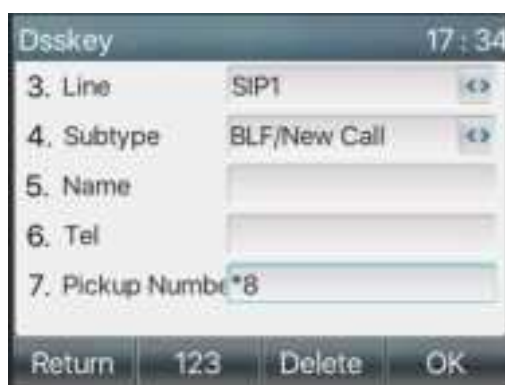 Dsskey 17:34
3. Line SIP1
4. Subtype BLF/New Call
5. Name
6. Tel
7. Pickup Numbe *8
Return 123 Delete OK